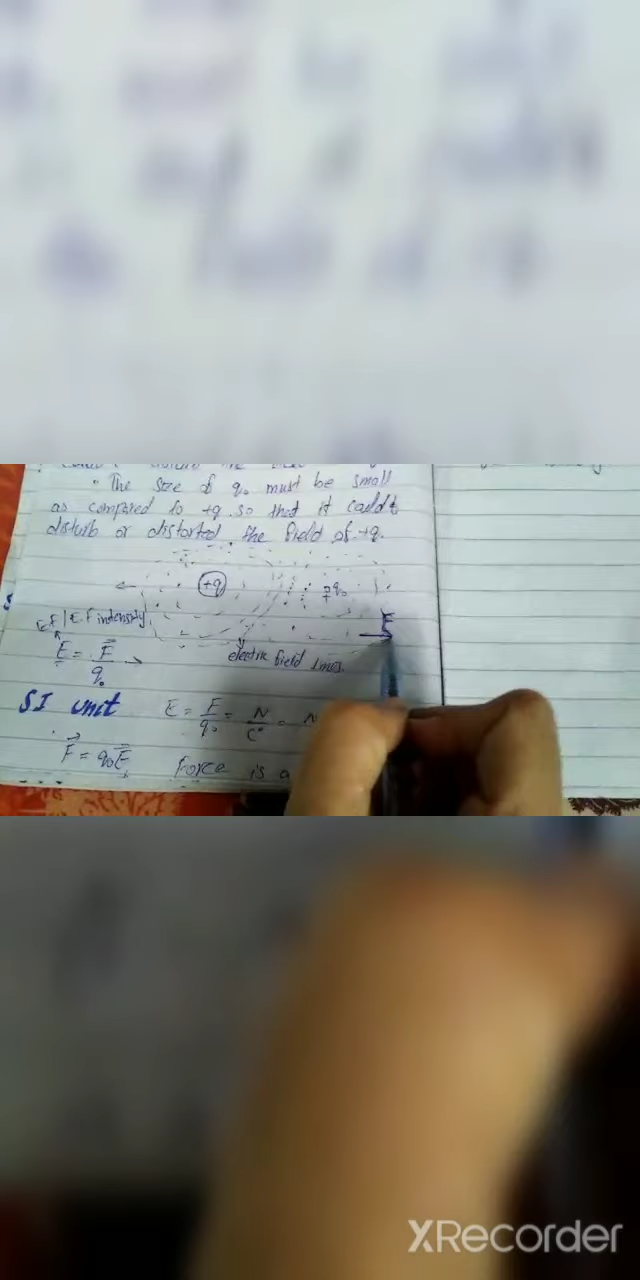 • The size of q₀ must be small
as compared to +q so that it could't
disturb or distorted the field of +q.
+q
+q₀
E
E.F | E.F intensity.
E = F / q₀
electric field lines.
SI unit E = F / q₀ = N / C = N
F = q₀E Force is a
XRecorder